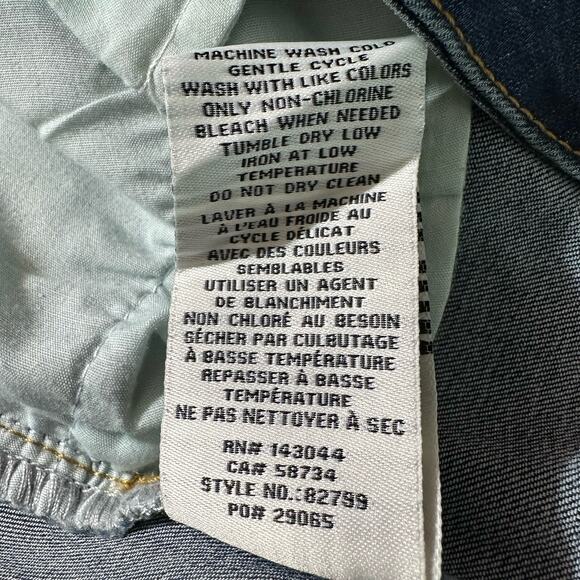 MACHINE WASH COLD
GENTLE CYCLE
WASH WITH LIKE COLORS
ONLY NON-CHLORINE
BLEACH WHEN NEEDED
TUMBLE DRY LOW
IRON AT LOW
TEMPERATURE
DO NOT DRY CLEAN
LAVER À LA MACHINE
À L'EAU FROIDE AU
CYCLE DÉLICAT
AVEC DES COULEURS
SEMBLABLES
UTILISER UN AGENT
DE BLANCHIMENT
NON CHLORÉ AU BESOIN
SÉCHER PAR CULBUTAGE
À BASSE TEMPÉRATURE
REPASSER À BASSE
TEMPÉRATURE
NE PAS NETTOYER À SEC
RN# 143044
CA# 58734
STYLE NO.:82799
PO# 29065